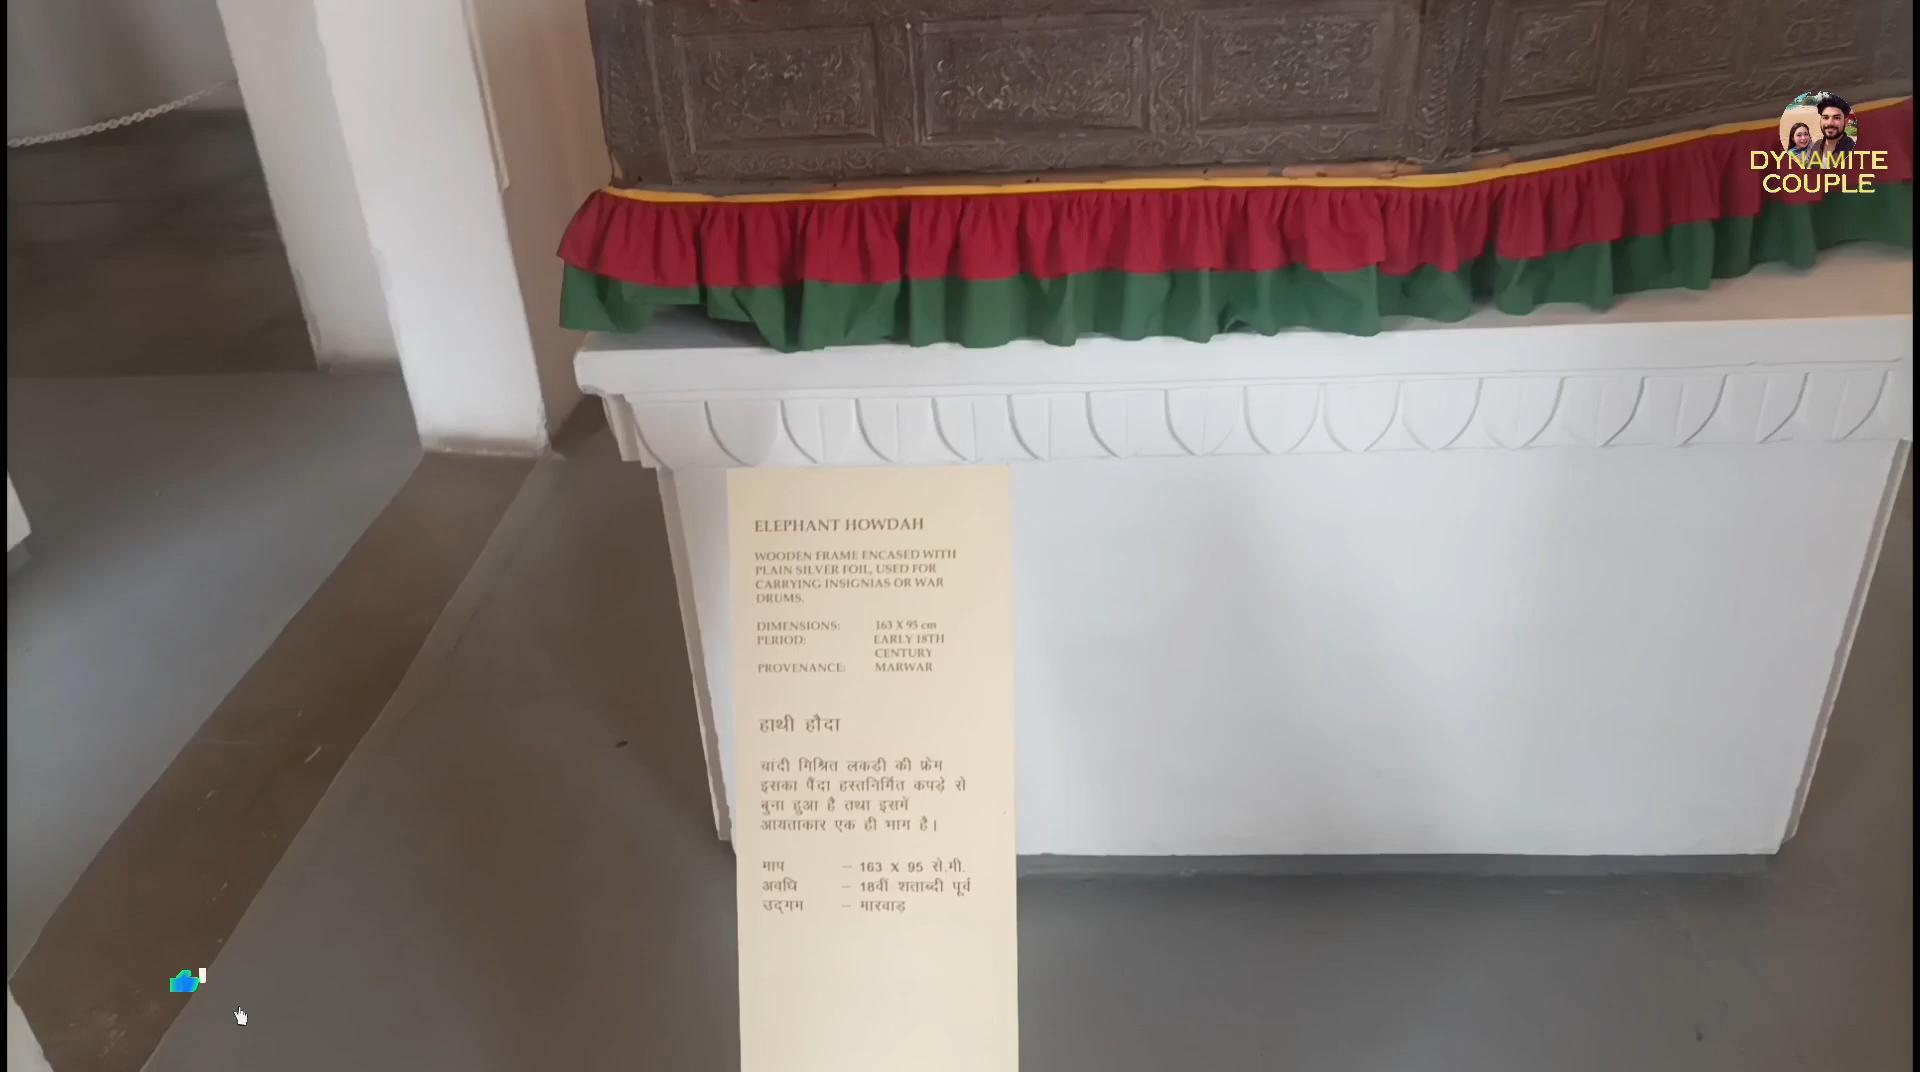 DYNAMITE
COUPLE
ELEPHANT HOWDAH
WOODEN FRAME ENCASED WITH
PLAIN SILVER FOIL, USED FOR
CARRYING INSIGNIAS OR WAR
DRUMS.
DIMENSIONS: 163 X 95 cm
PERIOD: EARLY 18TH
CENTURY
PROVENANCE: MARWAR
हाथी हौदा
चांदी मिश्रित लकडी की फ्रेम
इसका पैंदा हस्तनिर्मित कपड़े से
बुना हुआ है तथा इसमें
आयताकार एक ही भाग है।
माप – 163 X 95 से.मी.
अवधि – 18वीं शताब्दी पूर्व
उद्गम – मारवाड़